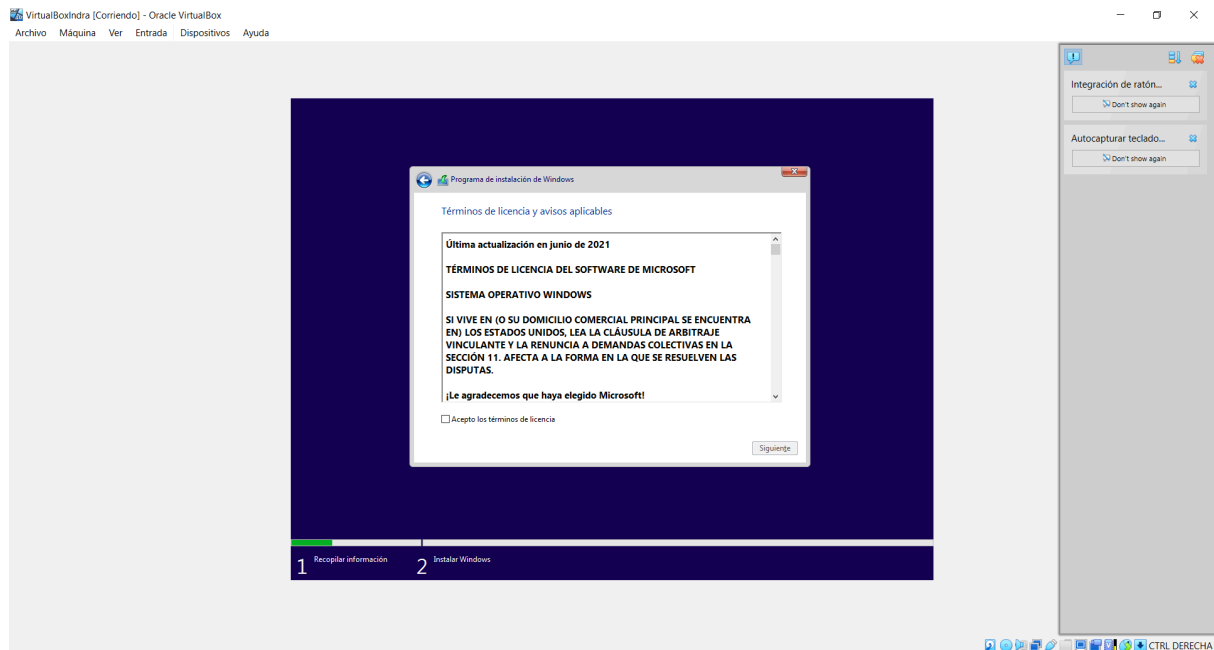 VirtualBoxIndra [Corriendo] - Oracle VirtualBox
Archivo Máquina Ver Entrada Dispositivos Ayuda
Integración de ratón...
Don't show again
Autocapturar teclado...
Don't show again
Programa de instalación de Windows
Términos de licencia y avisos aplicables
Última actualización en junio de 2021
TÉRMINOS DE LICENCIA DEL SOFTWARE DE MICROSOFT
SISTEMA OPERATIVO WINDOWS
SI VIVE EN (O SU DOMICILIO COMERCIAL PRINCIPAL SE ENCUENTRA
EN) LOS ESTADOS UNIDOS, LEA LA CLÁUSULA DE ARBITRAJE
VINCULANTE Y LA RENUNCIA A DEMANDAS COLECTIVAS EN LA
SECCIÓN 11. AFECTA A LA FORMA EN LA QUE SE RESUELVEN LAS
DISPUTAS.
¡Le agradecemos que haya elegido Microsoft!
Acepto los términos de licencia
Siguiente
1 Recopilar información 2 Instalar Windows
CTRL DERECHA